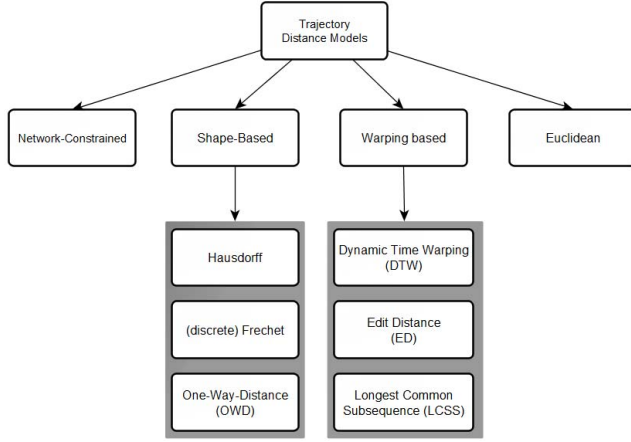 Trajectory
Distance Models
Network-Constrained
Shape-Based
Warping based
Euclidean
Hausdorff
(discrete) Frechet
One-Way-Distance
(OWD)
Dynamic Time Warping
(DTW)
Edit Distance
(ED)
Longest Common
Subsequence (LCSS)